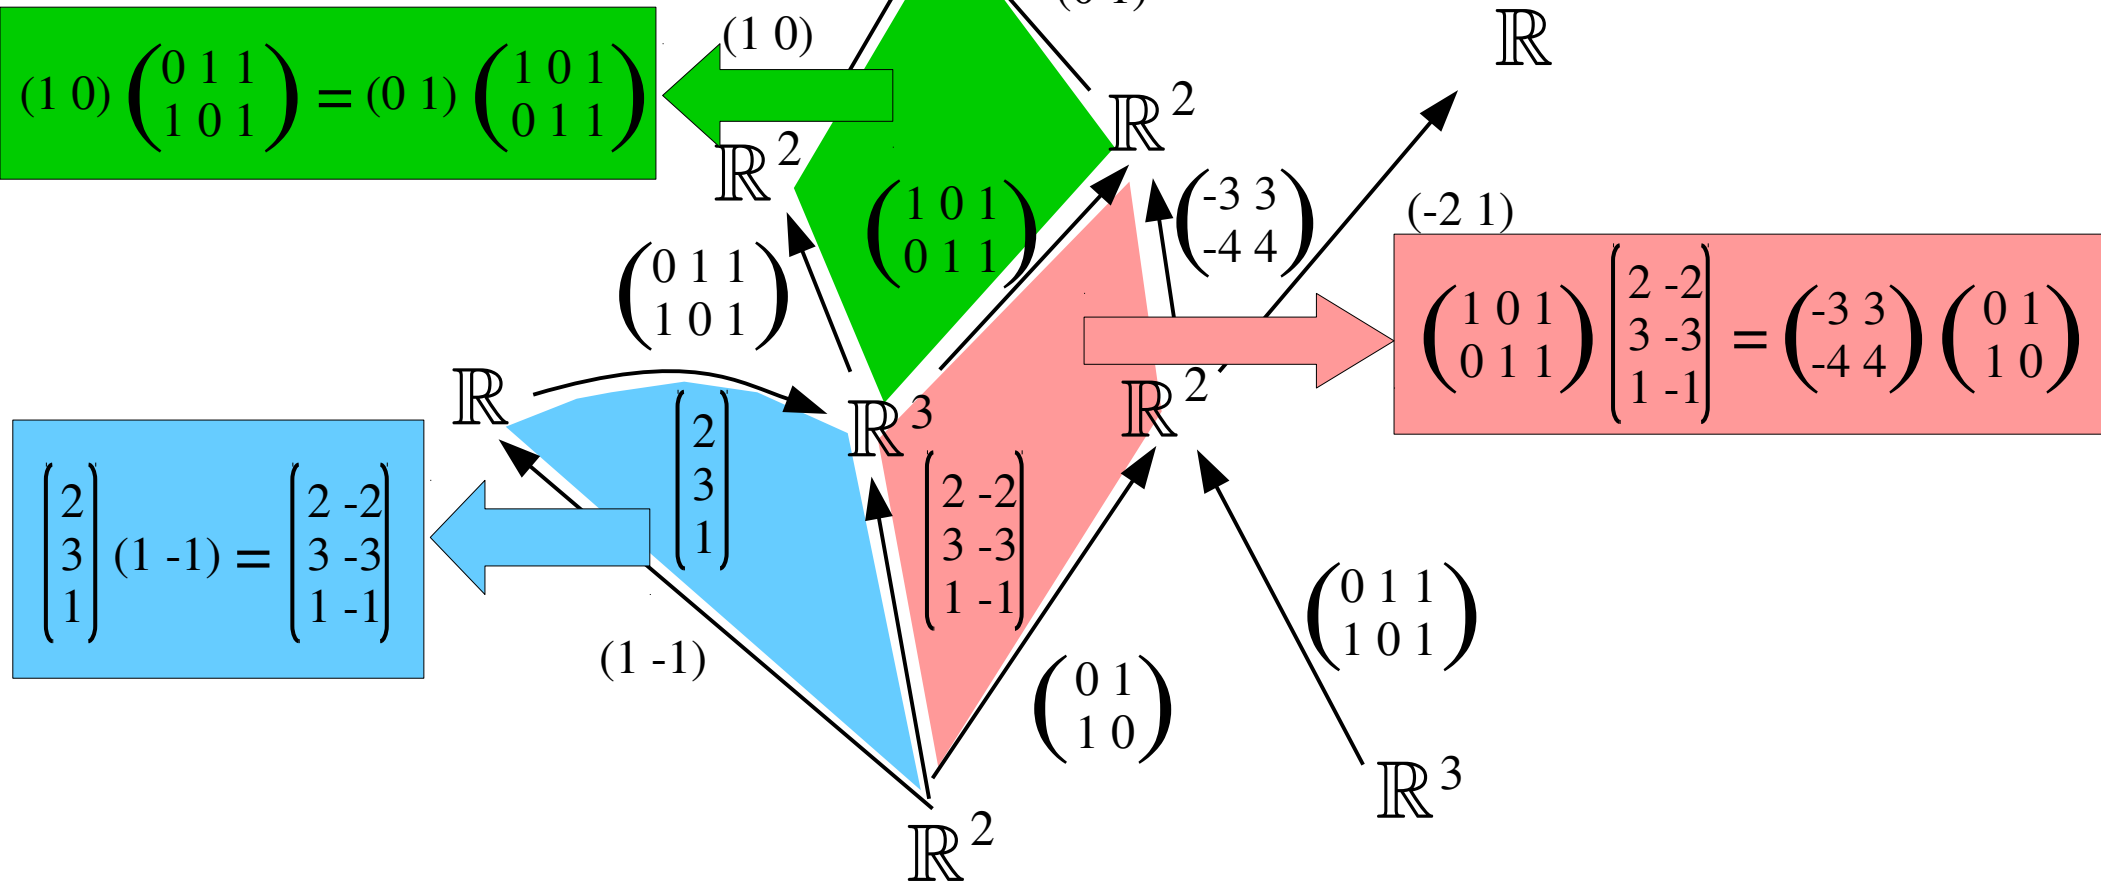 (0 1)
(1 0)
ℝ
(1 0) (0 1 1
1 0 1) = (0 1) (1 0 1
0 1 1)
ℝ²
ℝ²
(1 0 1
0 1 1)
(-3 3
-4 4)
(-2 1)
(0 1 1
1 0 1)
(1 0 1
0 1 1) (2 -2
3 -3
1 -1) = (-3 3
-4 4) (0 1
1 0)
ℝ
ℝ³
ℝ²
(2
3
1)
(2 -2
3 -3
1 -1)
(2
3
1) (1 -1) = (2 -2
3 -3
1 -1)
(0 1 1
1 0 1)
(1 -1)
(0 1
1 0)
ℝ³
ℝ²